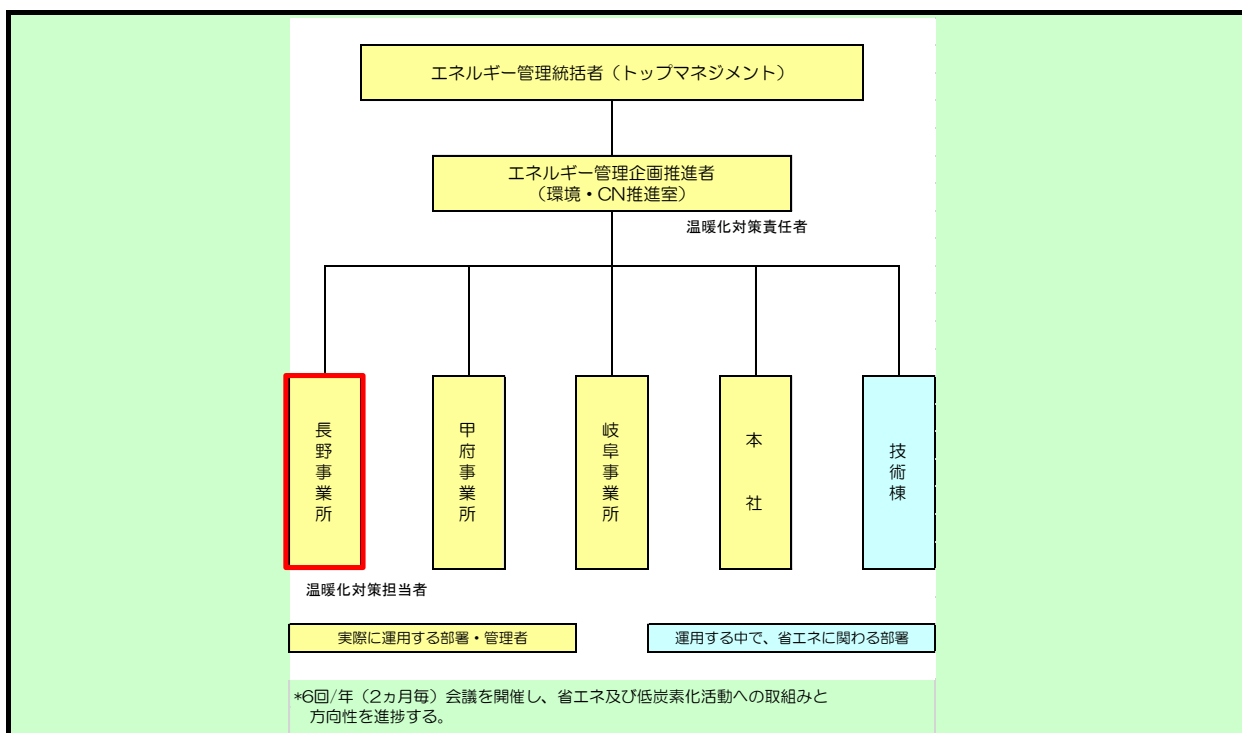 エネルギー管理統括者（トップマネジメント）
エネルギー管理企画推進者
（環境・CN推進室）
温暖化対策責任者
長野事業所
甲府事業所
岐阜事業所
本社
技術棟
温暖化対策担当者
実際に運用する部署・管理者
運用する中で、省エネに関わる部署
*6回/年（2ヵ月毎）会議を開催し、省エネ及び低炭素化活動への取組みと
方向性を進捗する。